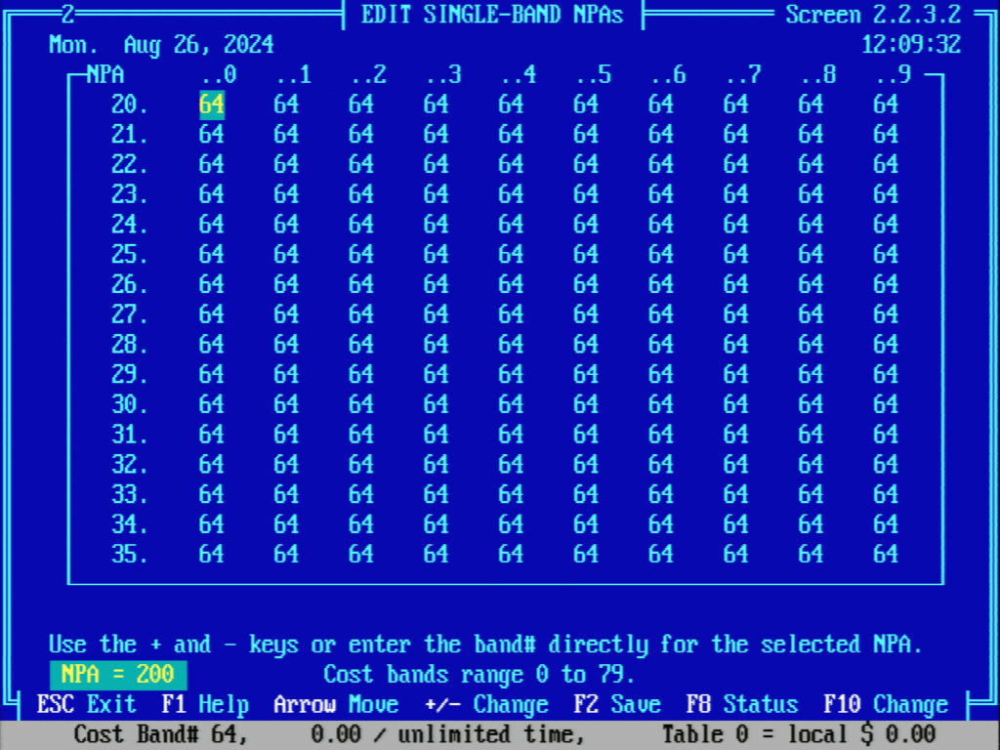 2 EDIT SINGLE-BAND NPAs Screen 2.2.3.2
Mon. Aug 26, 2024 12:09:32
NPA ..0 ..1 ..2 ..3 ..4 ..5 ..6 ..7 ..8 ..9
20. 64 64 64 64 64 64 64 64 64 64
21. 64 64 64 64 64 64 64 64 64 64
22. 64 64 64 64 64 64 64 64 64 64
23. 64 64 64 64 64 64 64 64 64 64
24. 64 64 64 64 64 64 64 64 64 64
25. 64 64 64 64 64 64 64 64 64 64
26. 64 64 64 64 64 64 64 64 64 64
27. 64 64 64 64 64 64 64 64 64 64
28. 64 64 64 64 64 64 64 64 64 64
29. 64 64 64 64 64 64 64 64 64 64
30. 64 64 64 64 64 64 64 64 64 64
31. 64 64 64 64 64 64 64 64 64 64
32. 64 64 64 64 64 64 64 64 64 64
33. 64 64 64 64 64 64 64 64 64 64
34. 64 64 64 64 64 64 64 64 64 64
35. 64 64 64 64 64 64 64 64 64 64
Use the + and - keys or enter the band# directly for the selected NPA.
NPA = 200 Cost bands range 0 to 79.
ESC Exit F1 Help Arrow Move +/- Change F2 Save F8 Status F10 Change
Cost Band# 64, 0.00 / unlimited time, Table 0 = local $ 0.00